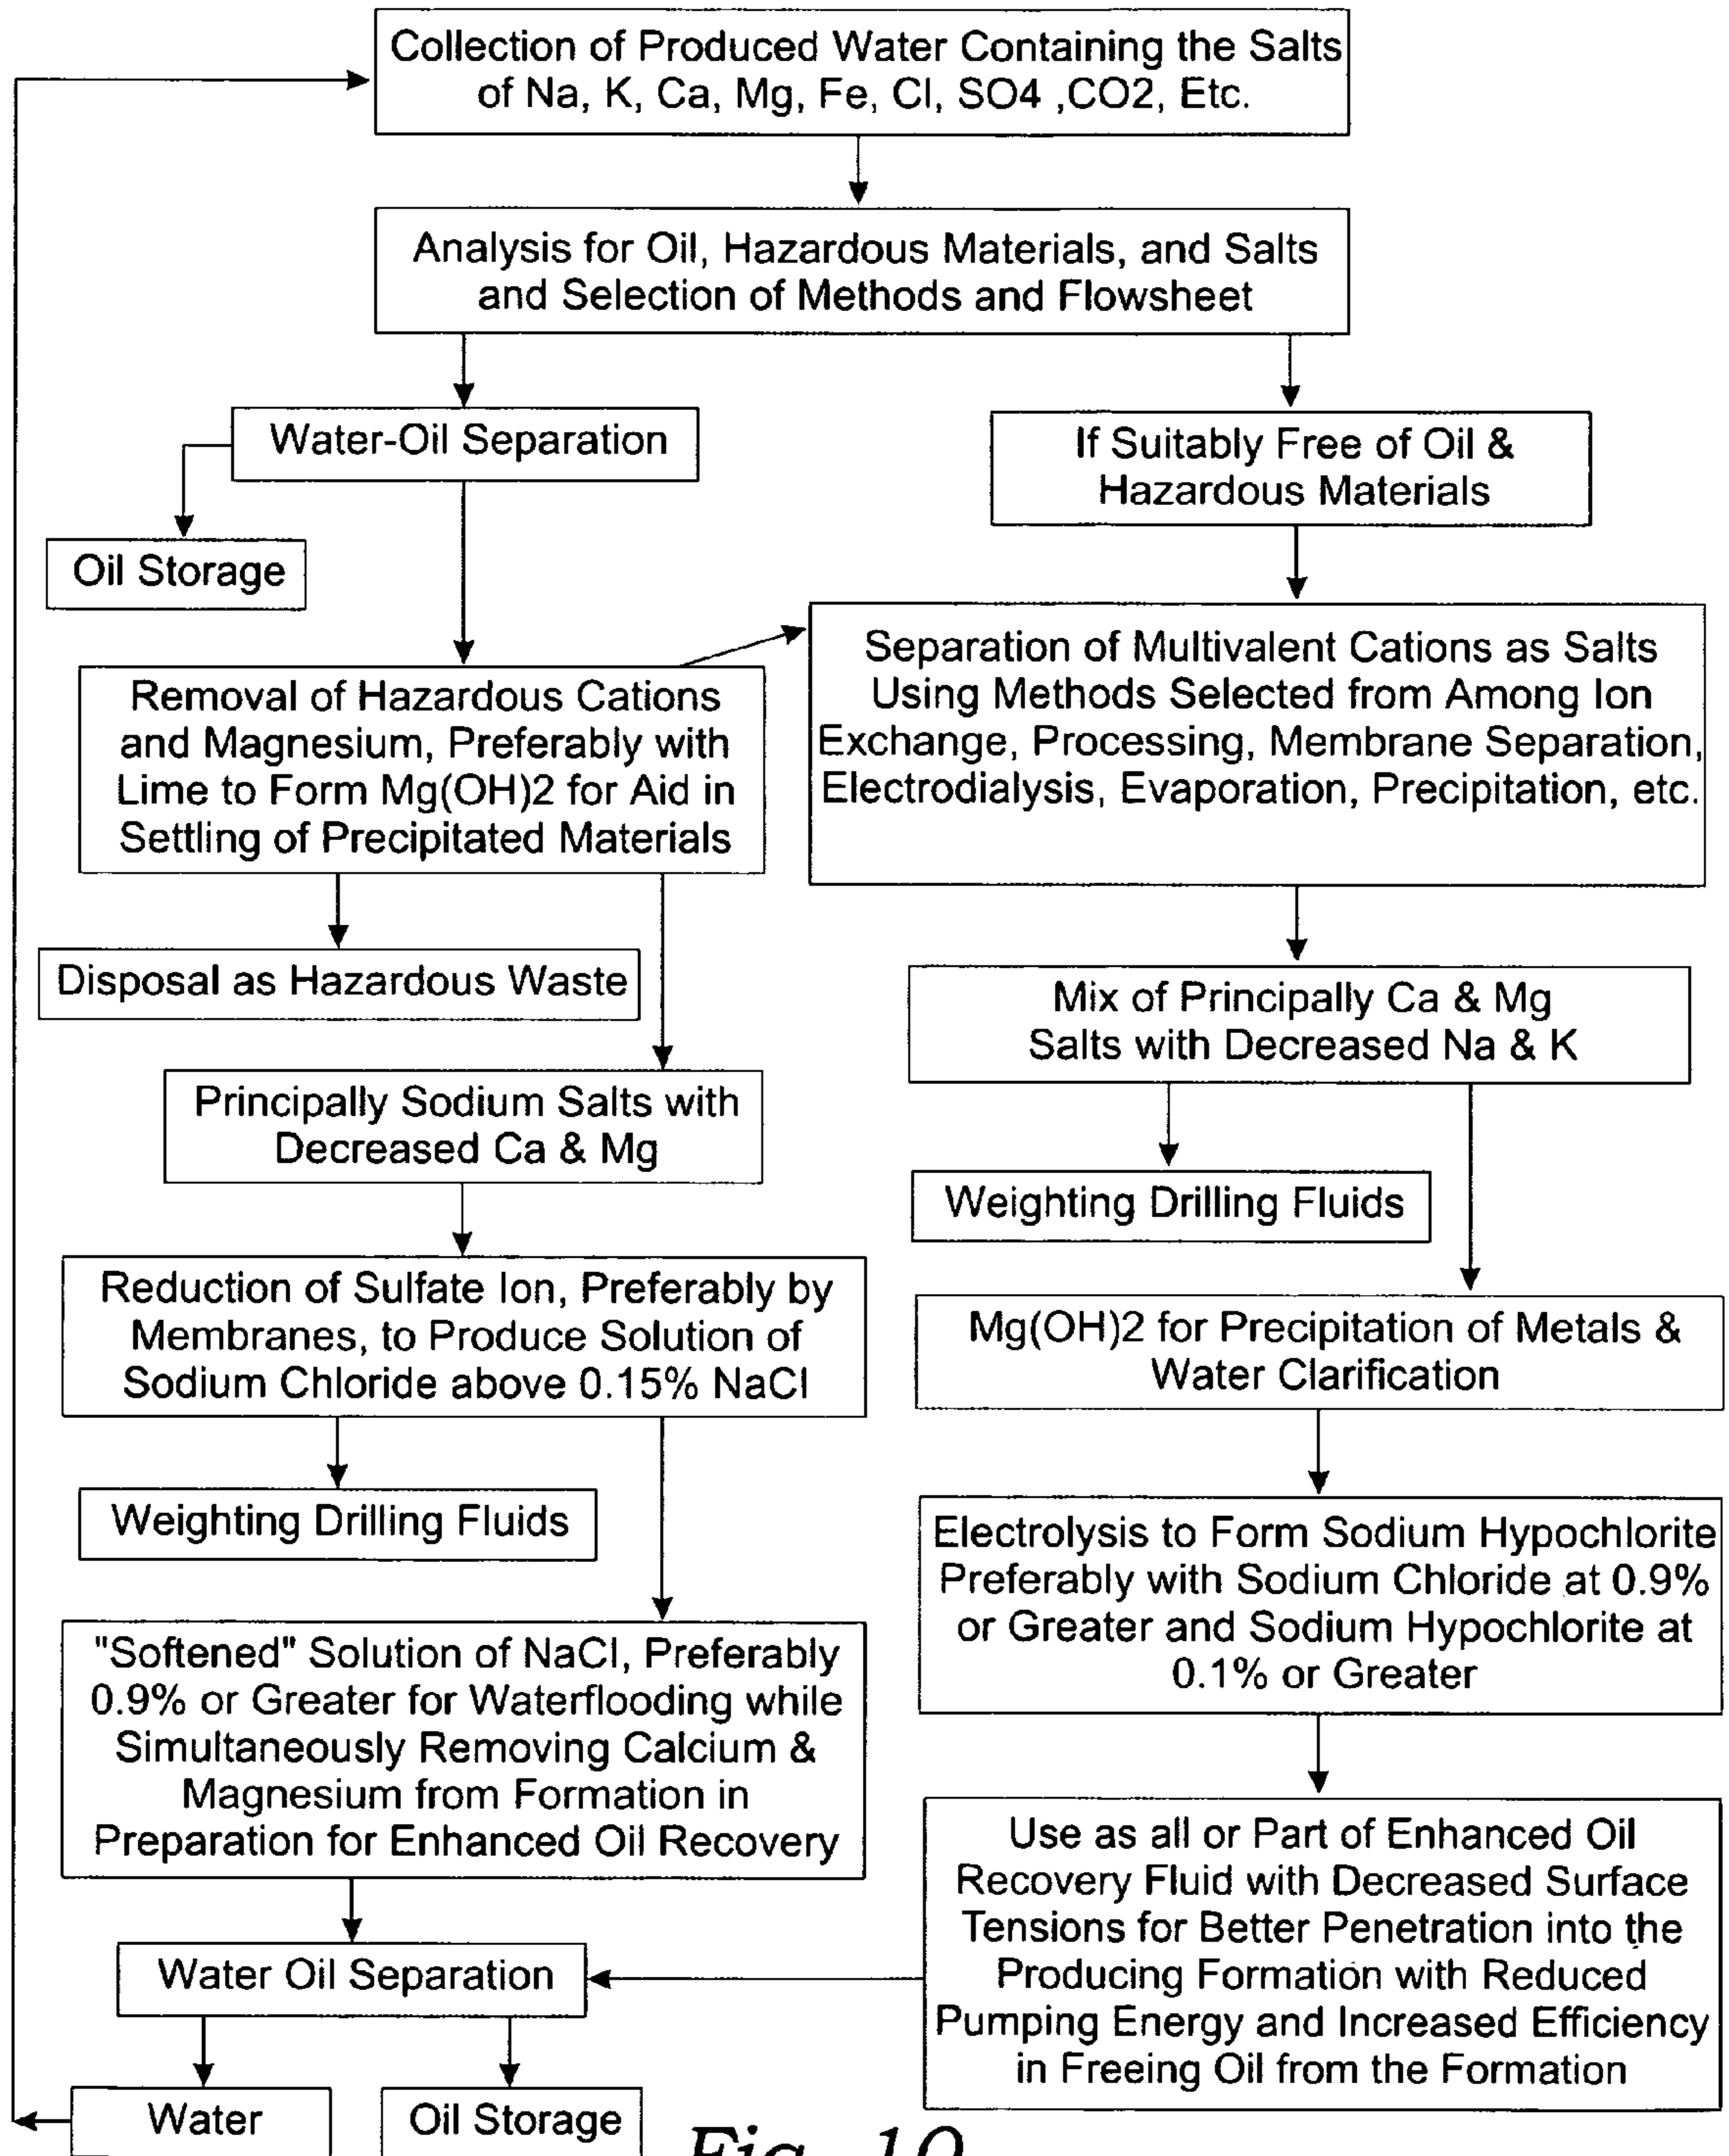 Collection of Produced Water Containing the Salts
of Na, K, Ca, Mg, Fe, Cl, SO4 ,CO2, Etc.
Analysis for Oil, Hazardous Materials, and Salts
and Selection of Methods and Flowsheet
Water-Oil Separation
If Suitably Free of Oil &
Hazardous Materials
Oil Storage
Separation of Multivalent Cations as Salts
Using Methods Selected from Among Ion
Exchange, Processing, Membrane Separation,
Electrodialysis, Evaporation, Precipitation, etc.
Removal of Hazardous Cations
and Magnesium, Preferably with
Lime to Form Mg(OH)2 for Aid in
Settling of Precipitated Materials
Disposal as Hazardous Waste
Mix of Principally Ca & Mg
Salts with Decreased Na & K
Principally Sodium Salts with
Decreased Ca & Mg
Weighting Drilling Fluids
Reduction of Sulfate Ion, Preferably by
Membranes, to Produce Solution of
Sodium Chloride above 0.15% NaCl
Mg(OH)2 for Precipitation of Metals &
Water Clarification
Weighting Drilling Fluids
Electrolysis to Form Sodium Hypochlorite
Preferably with Sodium Chloride at 0.9%
or Greater and Sodium Hypochlorite at
0.1% or Greater
"Softened" Solution of NaCl, Preferably
0.9% or Greater for Waterflooding while
Simultaneously Removing Calcium &
Magnesium from Formation in
Preparation for Enhanced Oil Recovery
Use as all or Part of Enhanced Oil
Recovery Fluid with Decreased Surface
Tensions for Better Penetration into the
Producing Formation with Reduced
Pumping Energy and Increased Efficiency
in Freeing Oil from the Formation
Water Oil Separation
Water
Oil Storage
Fig. 10